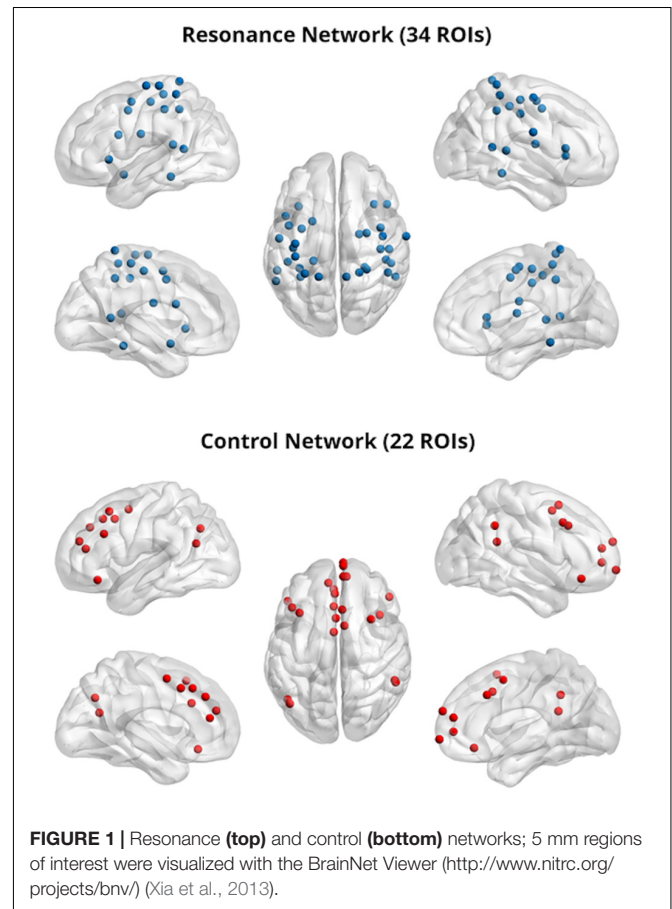 Resonance Network (34 ROIs)
Control Network (22 ROIs)
FIGURE 1 | Resonance (top) and control (bottom) networks; 5 mm regions
of interest were visualized with the BrainNet Viewer (http://www.nitrc.org/
projects/bnv/) (Xia et al., 2013).